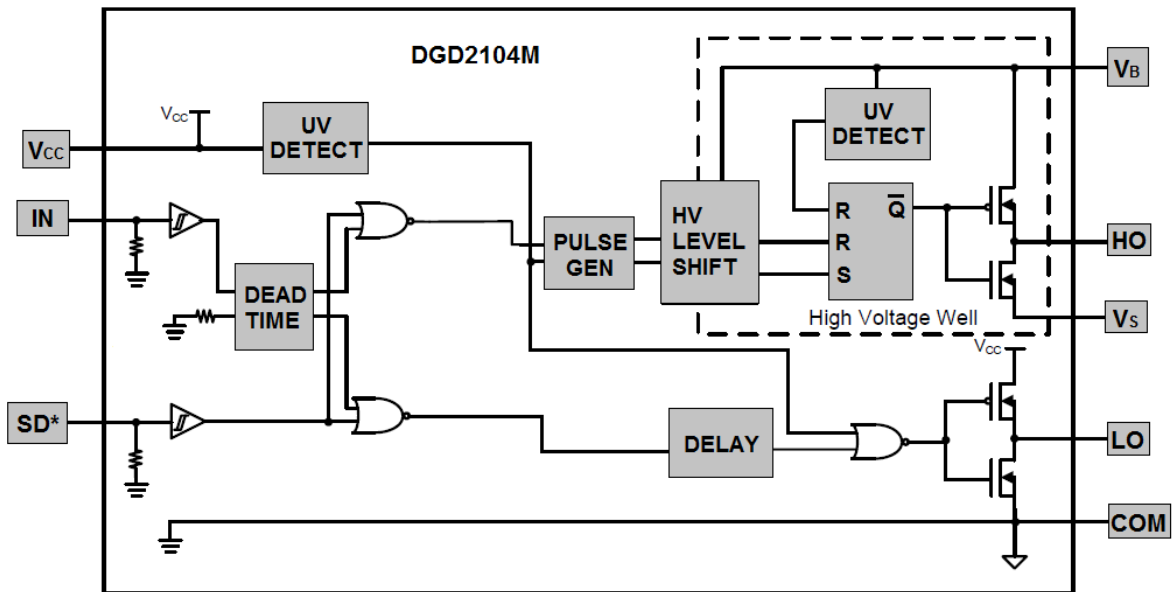 DGD2104M
VB
VCC
VCC
UV
DETECT
UV
DETECT
IN
HV
LEVEL
SHIFT
R
Q̅
R
S
PULSE
GEN
HO
DEAD
TIME
High Voltage Well
VS
VCC
SD*
DELAY
LO
COM